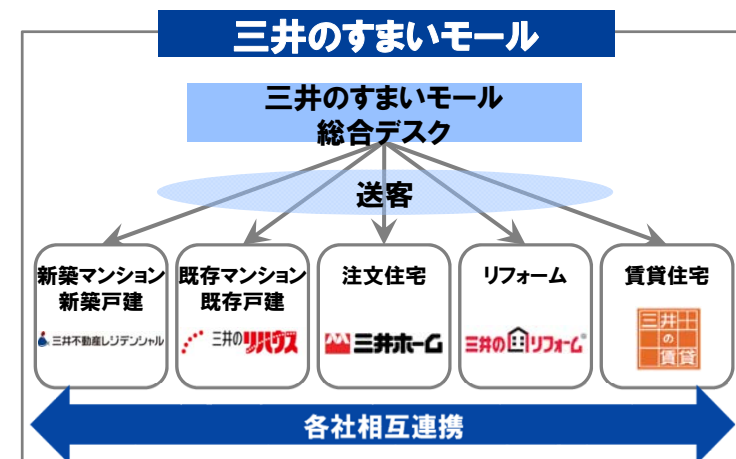 三井のすまいモール
三井のすまいモール
総合デスク
送客
新築マンション
新築戸建
三井不動産レジデンシャル
既存マンション
既存戸建
三井のリハウス
注文住宅
三井ホーム
リフォーム
三井のリフォーム
賃貸住宅
三井
の
賃貸
各社相互連携